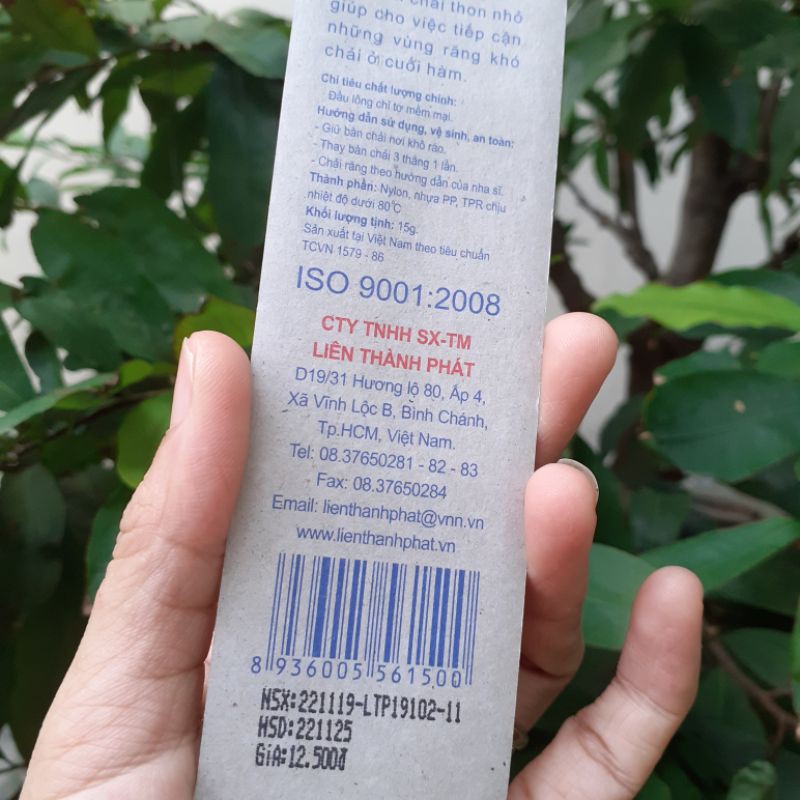 chải thon nhỏ
giúp cho việc tiếp cận
những vùng răng khó
chải ở cuối hàm.
Chỉ tiêu chất lượng chính:
Đầu lông chỉ tơ mềm mại.
Hướng dẫn sử dụng, vệ sinh, an toàn:
- Giữ bàn chải nơi khô ráo.
- Thay bàn chải 3 tháng 1 lần.
- Chải răng theo hướng dẫn của nha sĩ.
Thành phần: Nylon, nhựa PP, TPR chịu
nhiệt độ dưới 80°C
Khối lượng tịnh: 15g.
Sản xuất tại Việt Nam theo tiêu chuẩn
TCVN 1579 - 86
ISO 9001:2008
CTY TNHH SX-TM
LIÊN THÀNH PHÁT
D19/31 Hương lộ 80, Ấp 4,
Xã Vĩnh Lộc B, Bình Chánh,
Tp.HCM, Việt Nam.
Tel: 08.37650281 - 82 - 83
Fax: 08.37650284
Email: lienthanhphat@vnn.vn
www.lienthanhphat.vn
8 936005 561500
NSX:221119-LTP19102-11
HSD:221125
GIÁ:12.500đ